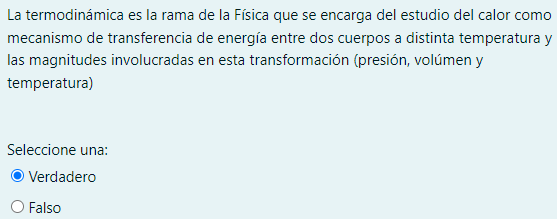 La termodinámica es la rama de la Física que se encarga del estudio del calor como
mecanismo de transferencia de energía entre dos cuerpos a distinta temperatura y
las magnitudes involucradas en esta transformación (presión, volúmen y
temperatura)
Seleccione una:
Verdadero
Falso